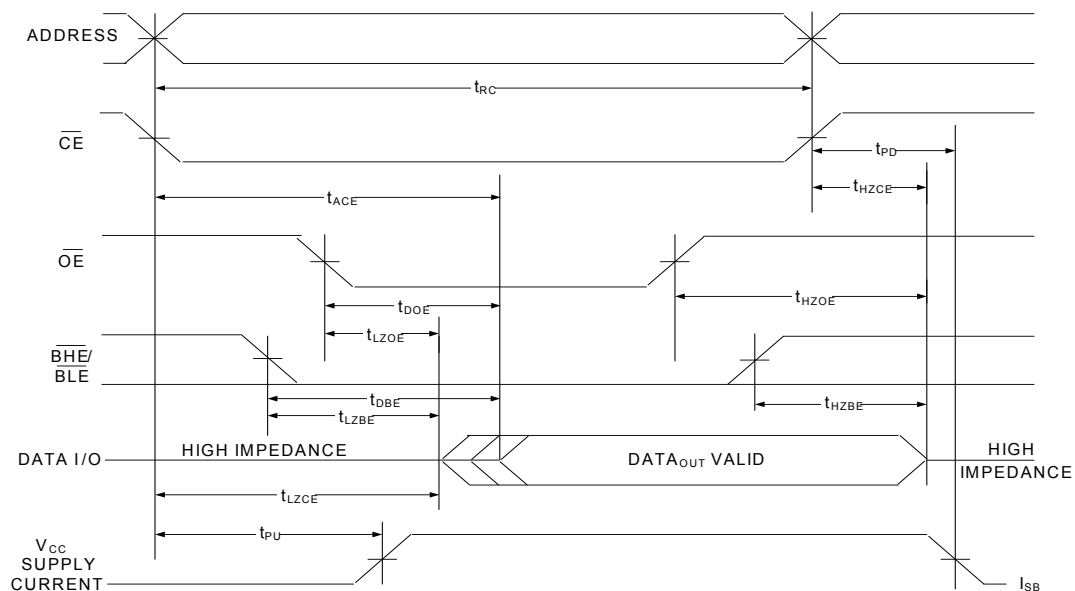 ADDRESS
tRC
CE
tPD
tHZCE
tACE
OE
tDOE
tHZOE
tLZOE
BHE/
BLE
tDBE
tHZBE
tLZBE
DATA I/O
HIGH IMPEDANCE
DATAOUT VALID
HIGH
IMPEDANCE
tLZCE
tPU
VCC
SUPPLY
CURRENT
ISB